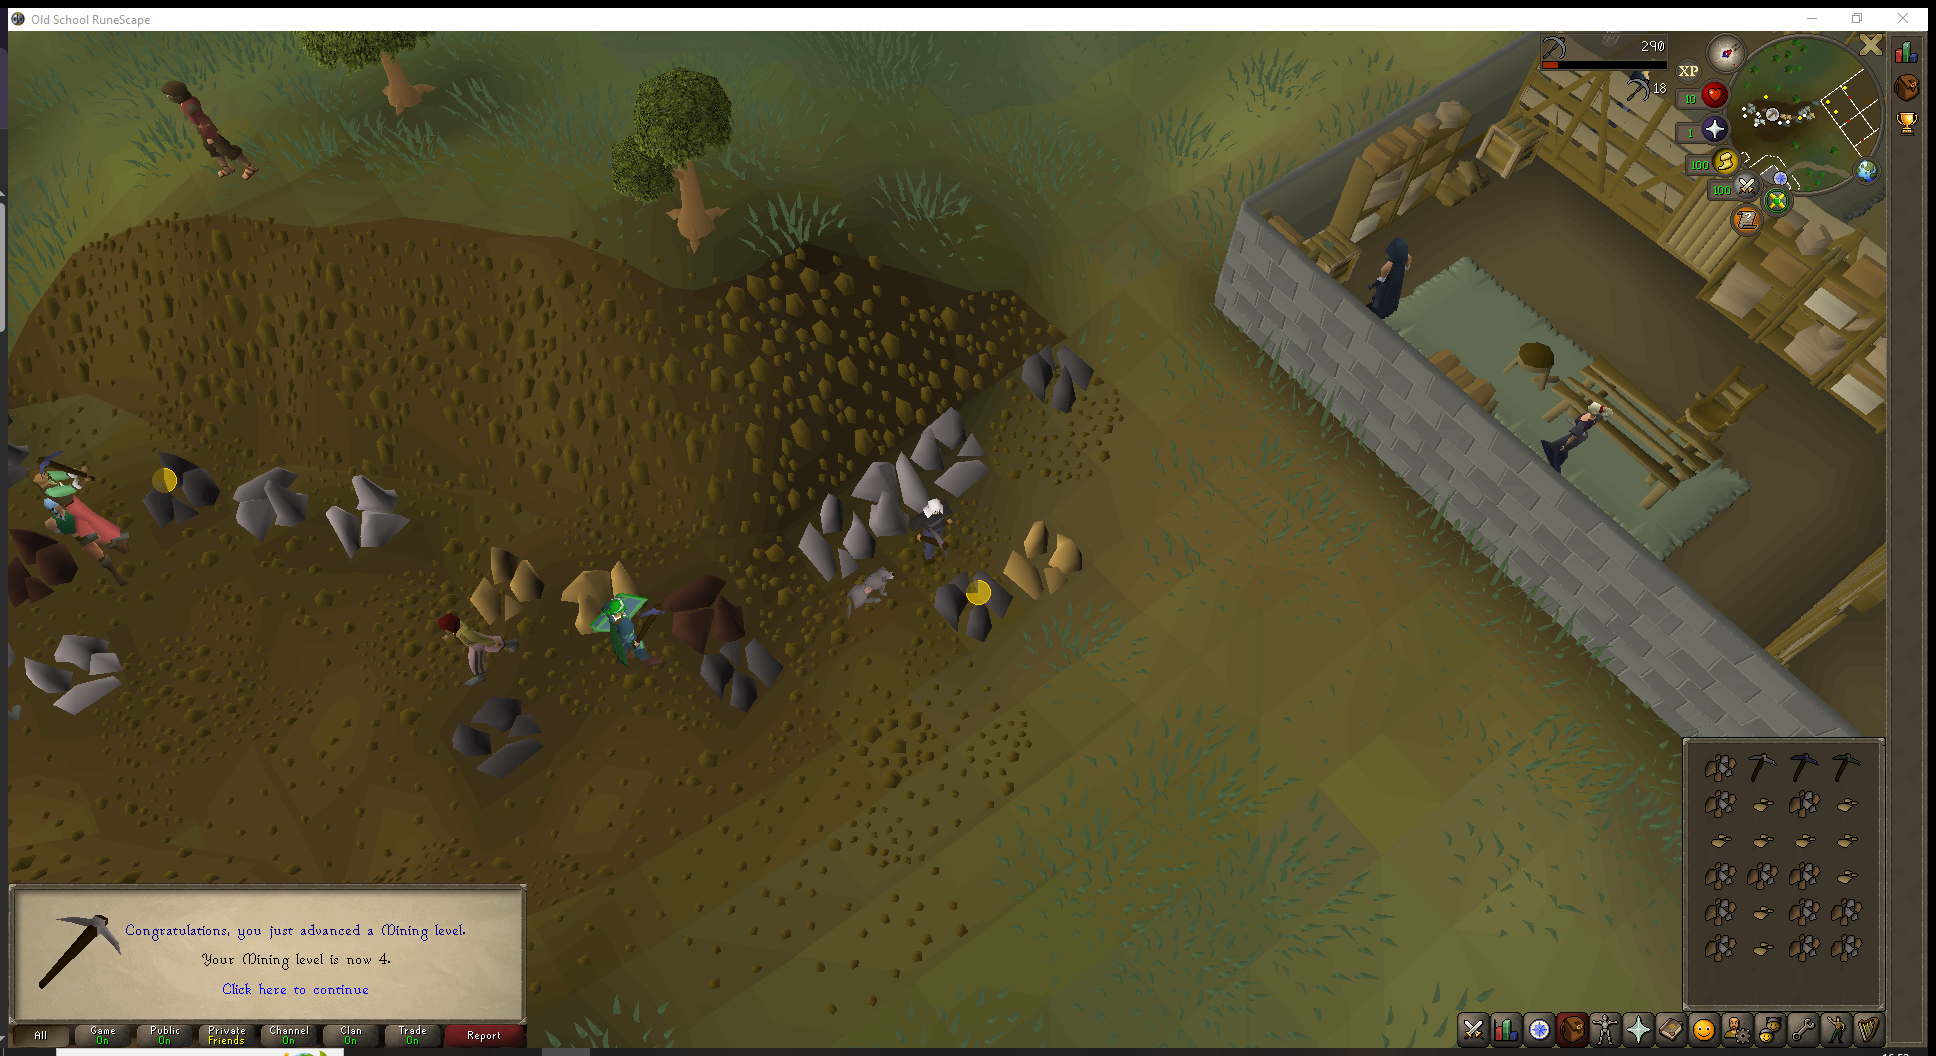 Old School RuneScape
290
XP
18
10
1
100
100
Congratulations, you just advanced a Mining level.
Your Mining level is now 4.
Click here to continue
All
Game
On
Public
On
Private
Friends
Channel
On
Clan
On
Trade
On
Report